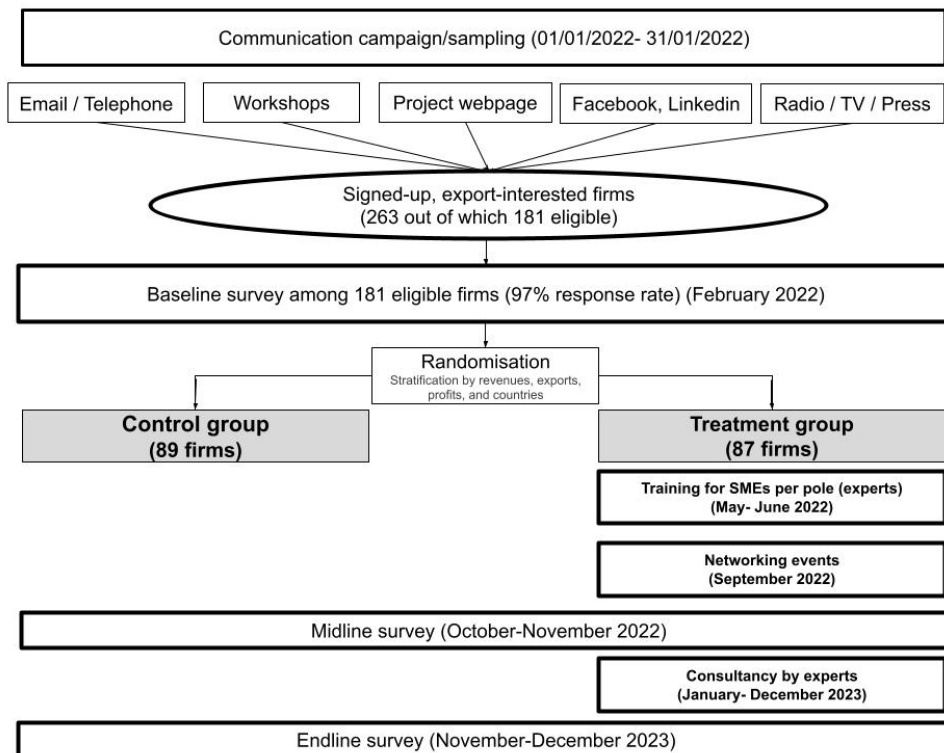 Communication campaign/sampling (01/01/2022- 31/01/2022)
Email / Telephone
Workshops
Project webpage
Facebook, Linkedin
Radio / TV / Press
Signed-up, export-interested firms
(263 out of which 181 eligible)
Baseline survey among 181 eligible firms (97% response rate) (February 2022)
Randomisation
Stratification by revenues, exports,
profits, and countries
Control group
(89 firms)
Treatment group
(87 firms)
Training for SMEs per pole (experts)
(May- June 2022)
Networking events
(September 2022)
Midline survey (October-November 2022)
Consultancy by experts
(January- December 2023)
Endline survey (November-December 2023)